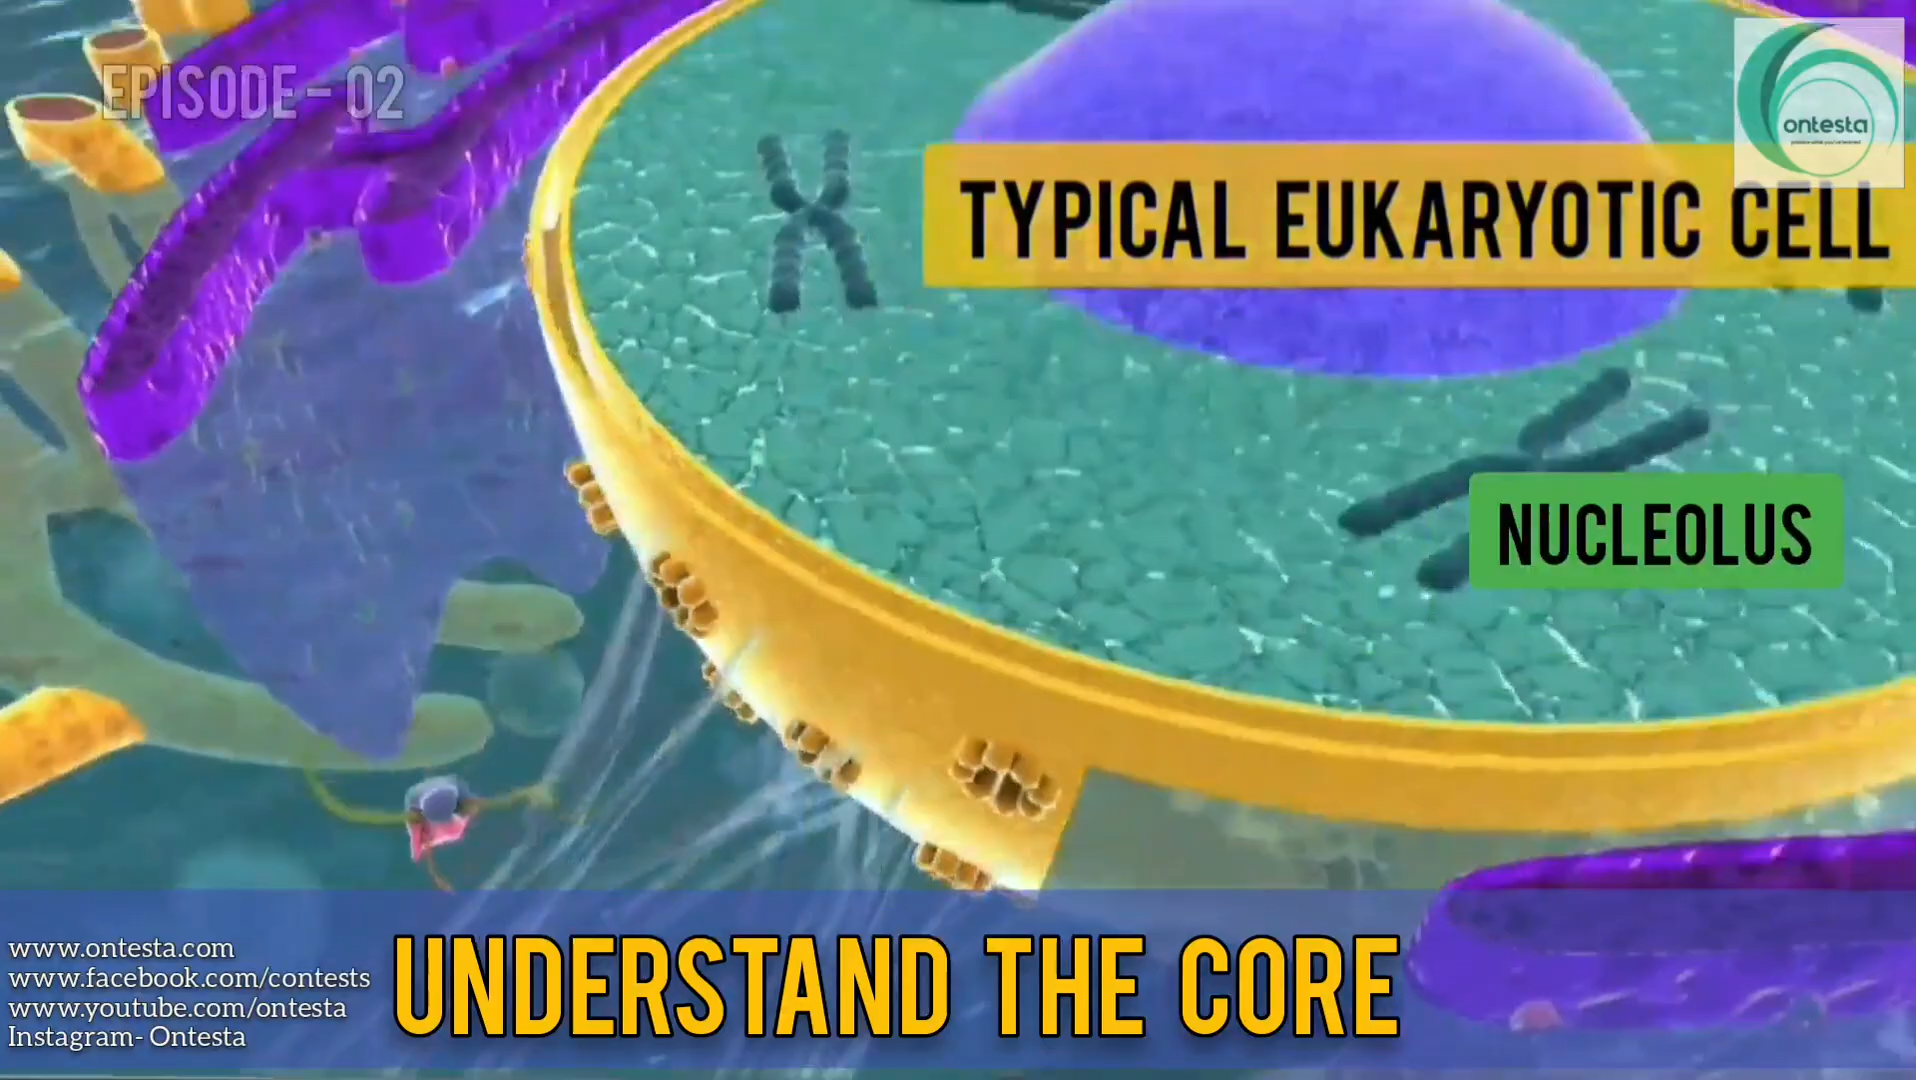 EPISODE - 02
ontesta
TYPICAL EUKARYOTIC CELL
NUCLEOLUS
www.ontesta.com
www.facebook.com/contests
www.youtube.com/ontesta
Instagram- Ontesta
UNDERSTAND THE CORE